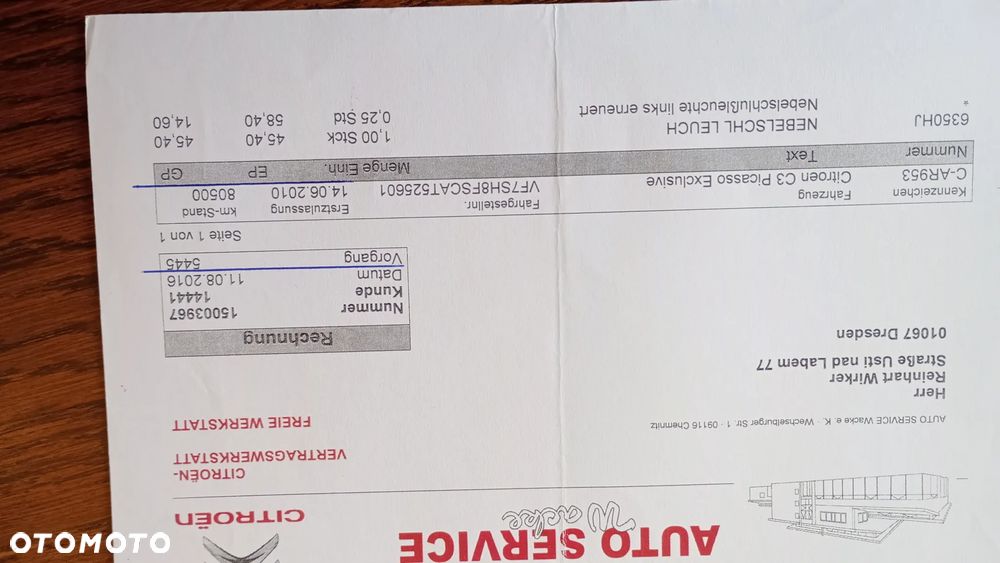 AUTO SERVICE
Wacke
CITROËN
CITROËN-
VERTRAGSWERKSTATT
FREIE WERKSTATT
AUTO SERVICE Wacke e. K. · Wechselburger Str. 1 · 09116 Chemnitz
Herr
Reinhart Wirker
Straße Usti nad Labem 77
01067 Dresden
Rechnung
Nummer 15003967
Kunde 14441
Datum 11.08.2016
Vorgang 5445
Seite 1 von 1
Kennzeichen Fahrzeug Fahrgestellnr. Erstzulassung km-Stand
C-AR953 Citroen C3 Picasso Exclusive VF7SH8FSCAT525601 14.06.2010 80500
Nummer Text Menge Einh. EP GP
6350HJ NEBELSCHL LEUCH 1,00 Stck 45,40 45,40
* Nebelschlußleuchte links erneuert 0,25 Std 58,40 14,60
OTOMOTO